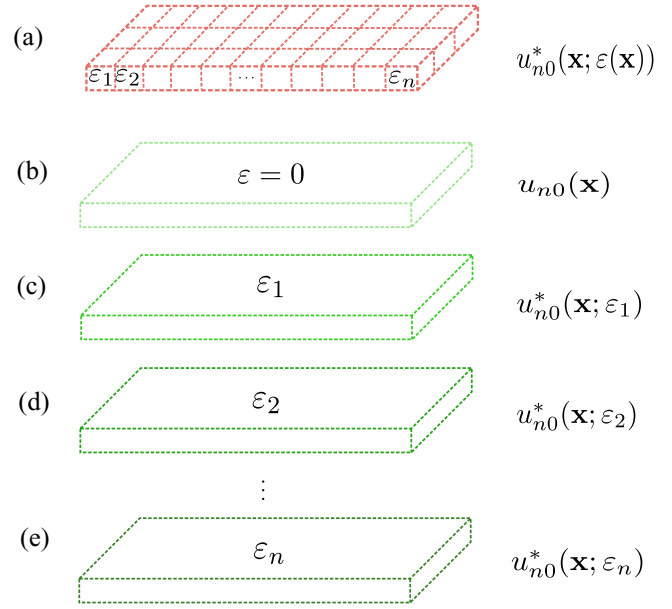 (a) ε₁ ε₂ ... εₙ u*ₙ₀(x; ε(x))
(b) ε = 0 uₙ₀(x)
(c) ε₁ u*ₙ₀(x; ε₁)
(d) ε₂ u*ₙ₀(x; ε₂)
⋮
(e) εₙ u*ₙ₀(x; εₙ)